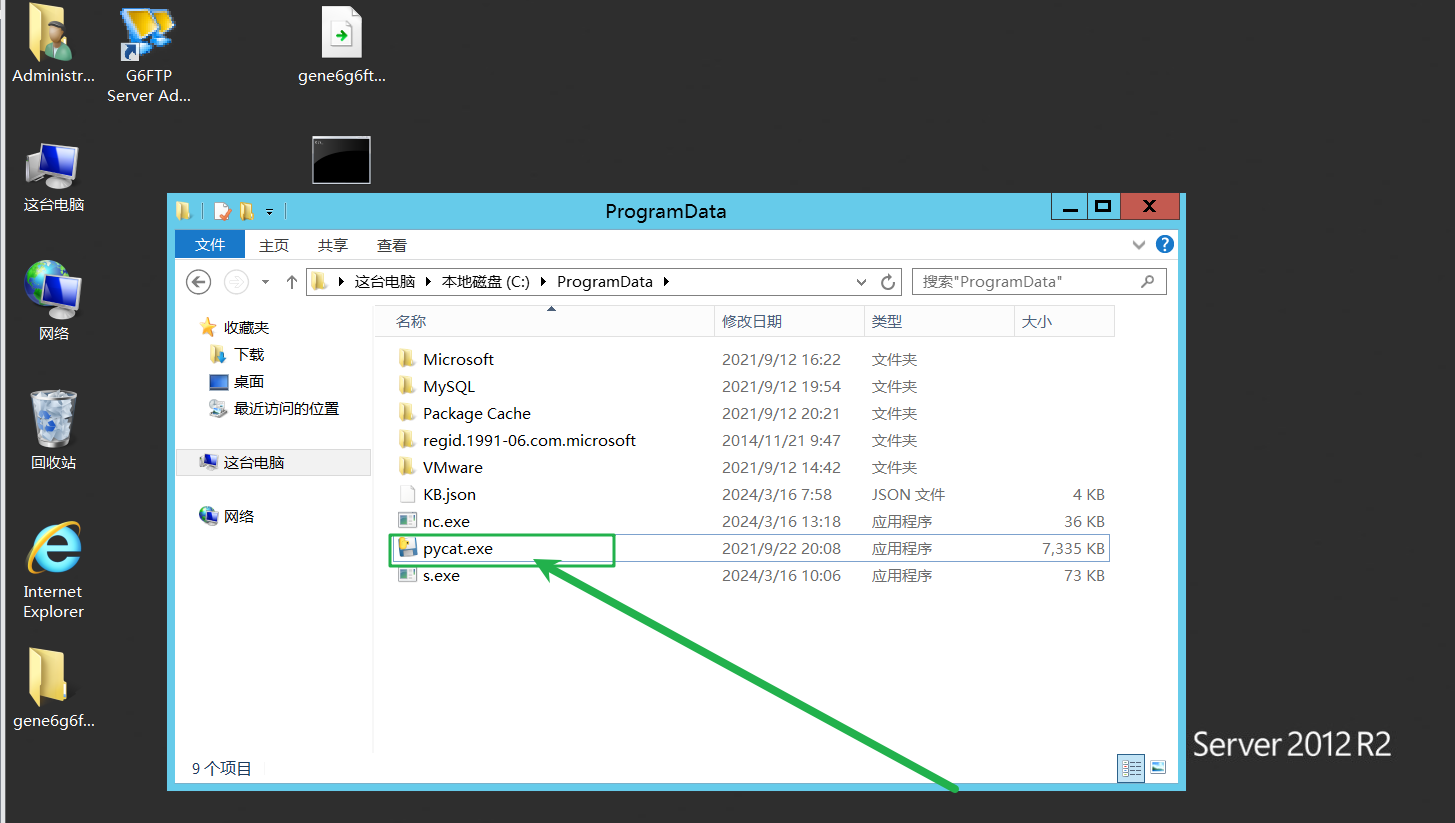 Administr...
G6FTP
Server Ad...
gene6g6ft...
这台电脑
网络
回收站
Internet
Explorer
gene6g6f...
ProgramData
文件 主页 共享 查看
这台电脑 本地磁盘 (C:) ProgramData
搜索"ProgramData"
收藏夹
下载
桌面
最近访问的位置
这台电脑
网络
名称 修改日期 类型 大小
Microsoft 2021/9/12 16:22 文件夹
MySQL 2021/9/12 19:54 文件夹
Package Cache 2021/9/12 20:21 文件夹
regid.1991-06.com.microsoft 2014/11/21 9:47 文件夹
VMware 2021/9/12 14:42 文件夹
KB.json 2024/3/16 7:58 JSON 文件 4 KB
nc.exe 2024/3/16 13:18 应用程序 36 KB
pycat.exe 2021/9/22 20:08 应用程序 7,335 KB
s.exe 2024/3/16 10:06 应用程序 73 KB
9 个项目
Server 2012 R2